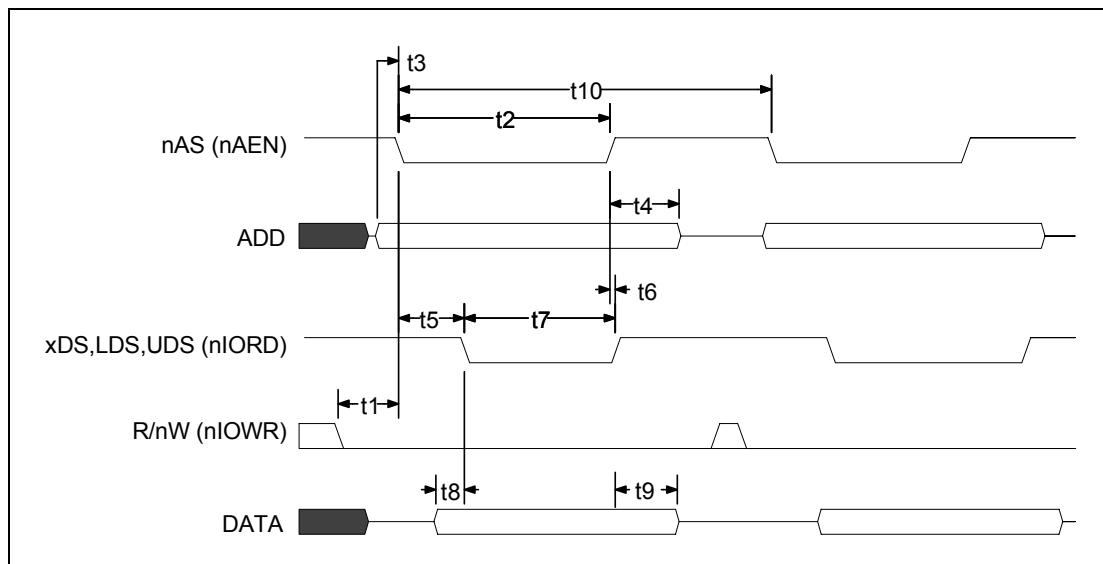 t3
t10
t2
nAS (nAEN)
t4
ADD
t6
t5 t7
xDS,LDS,UDS (nIORD)
t1
R/nW (nIOWR)
t8 t9
DATA